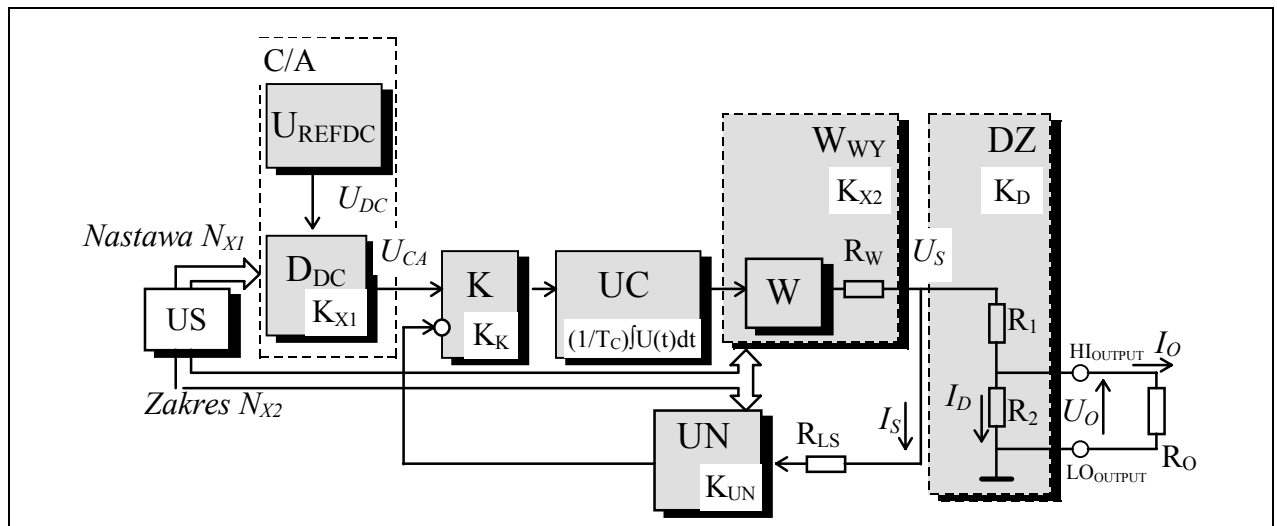 C/A
U_REFDC
U_DC
Nastawa N_X1
U_CA
D_DC
K_X1
US
Zakres N_X2
K
K_K
UC
(1/T_C)∫U(t)dt
W_WY
K_X2
W
R_W
U_S
DZ
K_D
R_1
HI_OUTPUT
I_O
I_D
R_2
U_O
LO_OUTPUT
R_O
I_S
R_LS
UN
K_UN